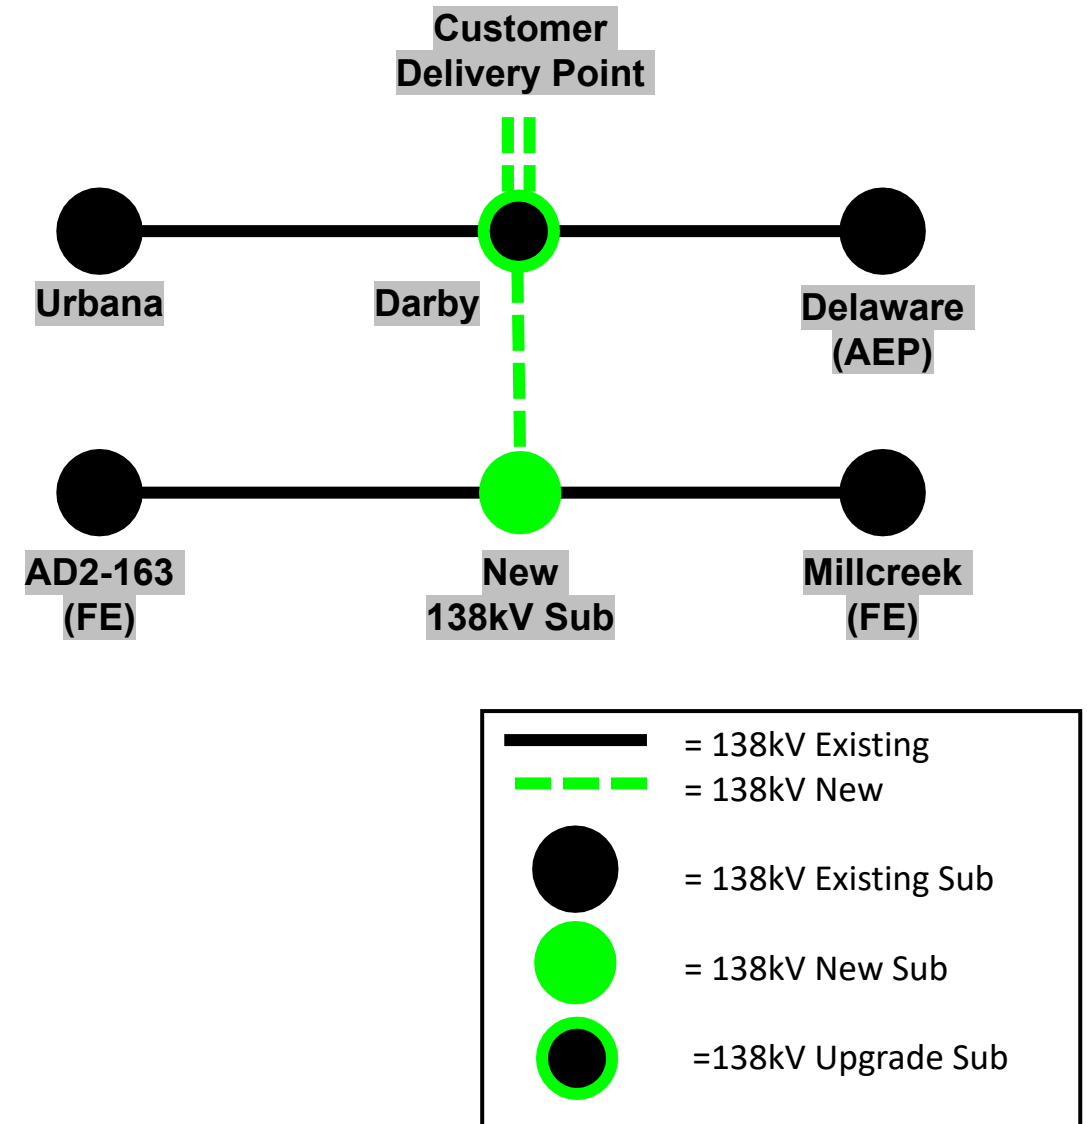 Customer
Delivery Point
Urbana
Darby
Delaware
(AEP)
AD2-163
(FE)
New
138kV Sub
Millcreek
(FE)
= 138kV Existing
= 138kV New
= 138kV Existing Sub
= 138kV New Sub
=138kV Upgrade Sub